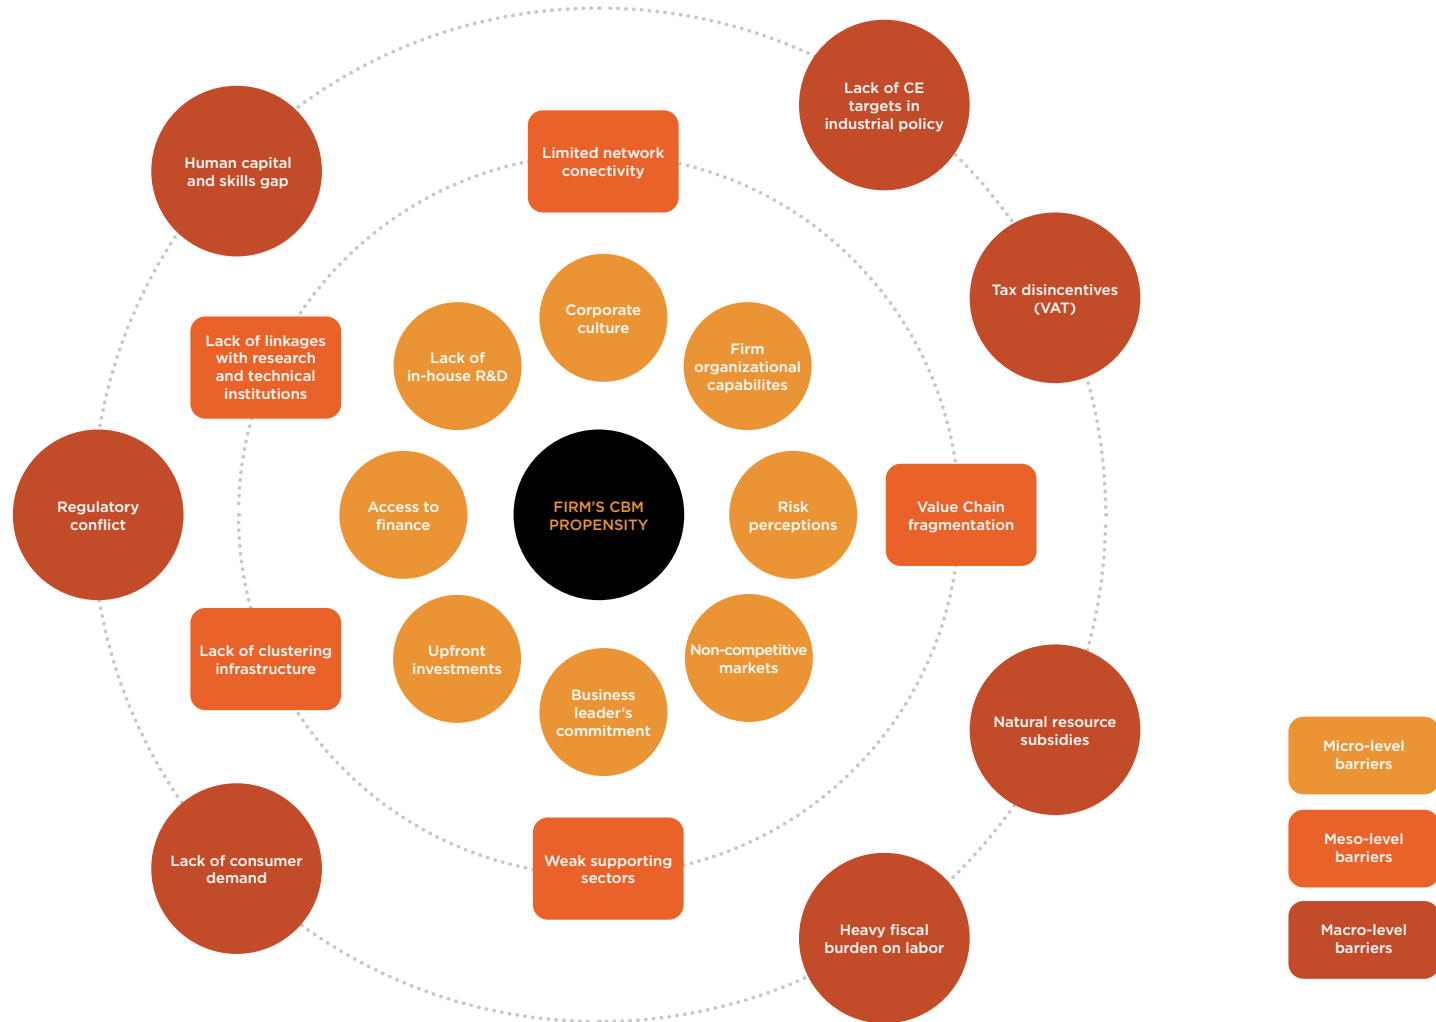 Lack of CE
targets in
industrial policy
Human capital
and skills gap
Limited network
conectivity
Tax disincentives
(VAT)
Corporate
culture
Lack of linkages
with research
and technical
institutions
Lack of
in-house R&D
Firm
organizational
capabilites
Regulatory
conflict
Access to
finance
FIRM'S CBM
PROPENSITY
Risk
perceptions
Value Chain
fragmentation
Lack of clustering
infrastructure
Upfront
investments
Non-competitive
markets
Business
leader's
commitment
Natural resource
subsidies
Micro-level
barriers
Lack of consumer
demand
Weak supporting
sectors
Meso-level
barriers
Heavy fiscal
burden on labor
Macro-level
barriers